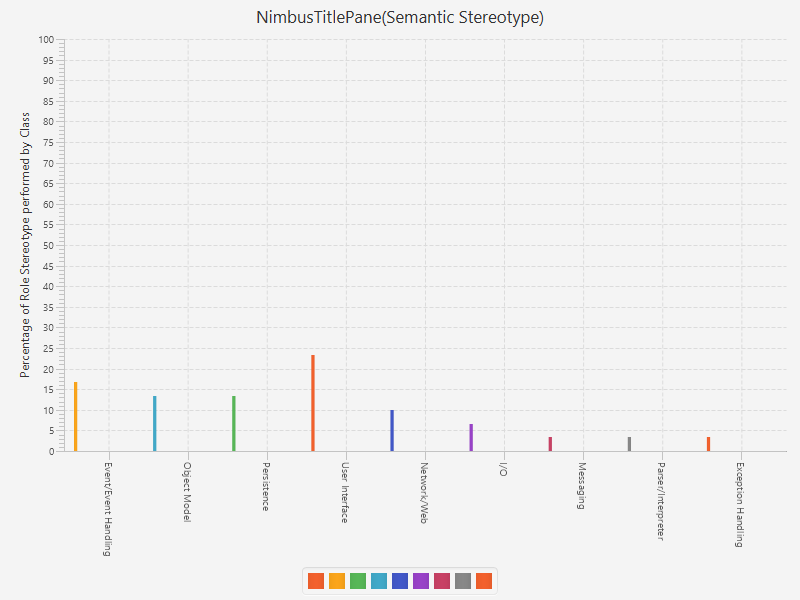 NimbusTitlePane(Semantic Stereotype)
Percentage of Role Stereotype performed by Class
100
95
90
85
80
75
70
65
60
55
50
45
40
35
30
25
20
15
10
5
0
Event/Event Handling
Object Model
Persistence
User Interface
Network/Web
I/O
Messaging
Parser/Interpreter
Exception Handling